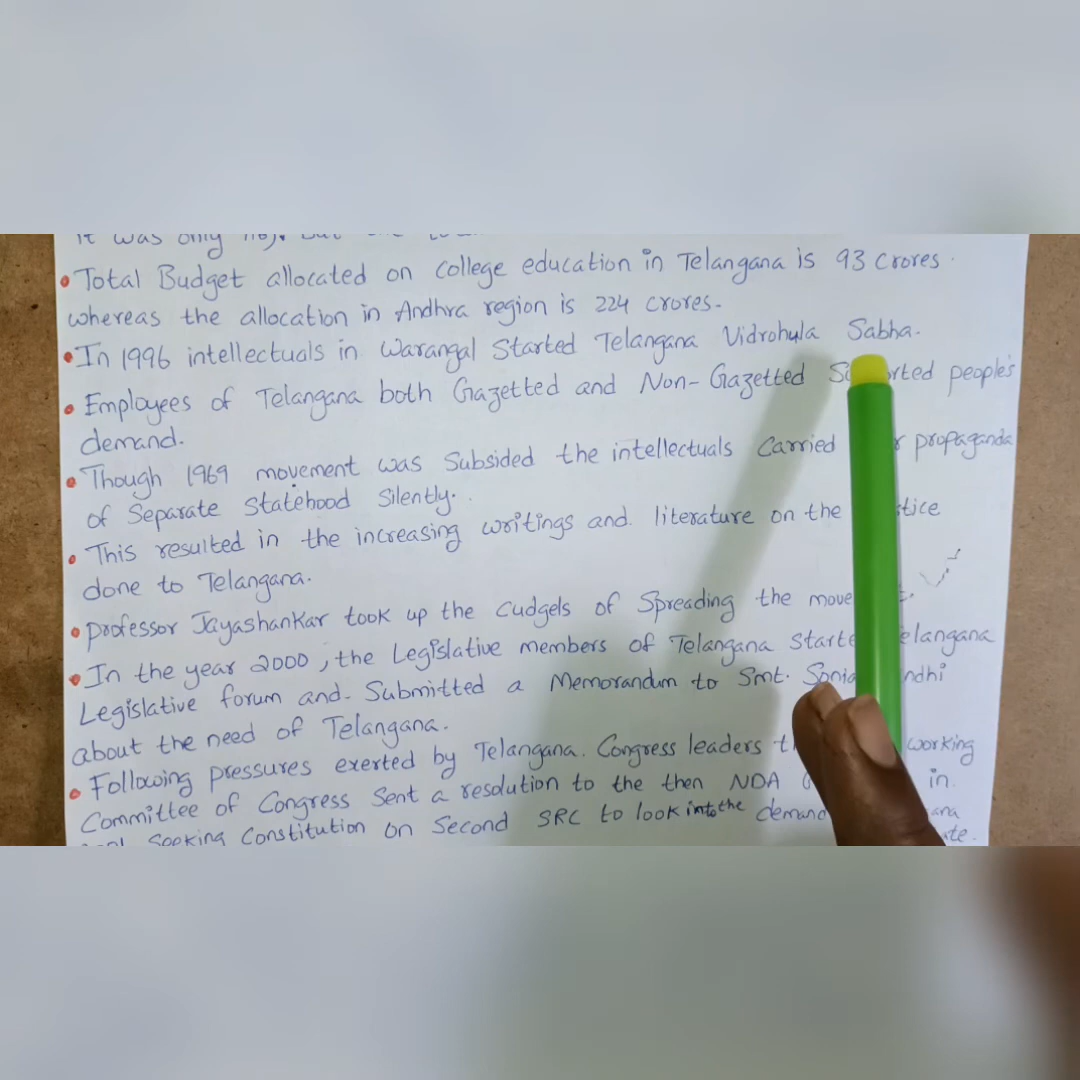 it was only
• Total Budget allocated on college education in Telangana is 93 crores.
whereas the allocation in Andhra region is 224 crores.
• In 1996 intellectuals in Warangal Started Telangana Vidrohula Sabha.
• Employees of Telangana both Gazetted and Non-Gazetted people's
demand.
• Though 1969 movement was Subsided the intellectuals Carried propaganda
of Separate Statehood Silently.
• This resulted in the increasing writings and literature on the
done to Telangana.
• professor Jayashankar took up the cudgels of Spreading the
• In the year 2000, the Legislative members of Telangana
Legislative forum and Submitted a Memorandum to Smt.
about the need of Telangana.
• Following pressures exerted by Telangana. Congress leaders working
Committee of Congress Sent a resolution to the then NDA in
Seeking Constitution on Second SRC to look into the